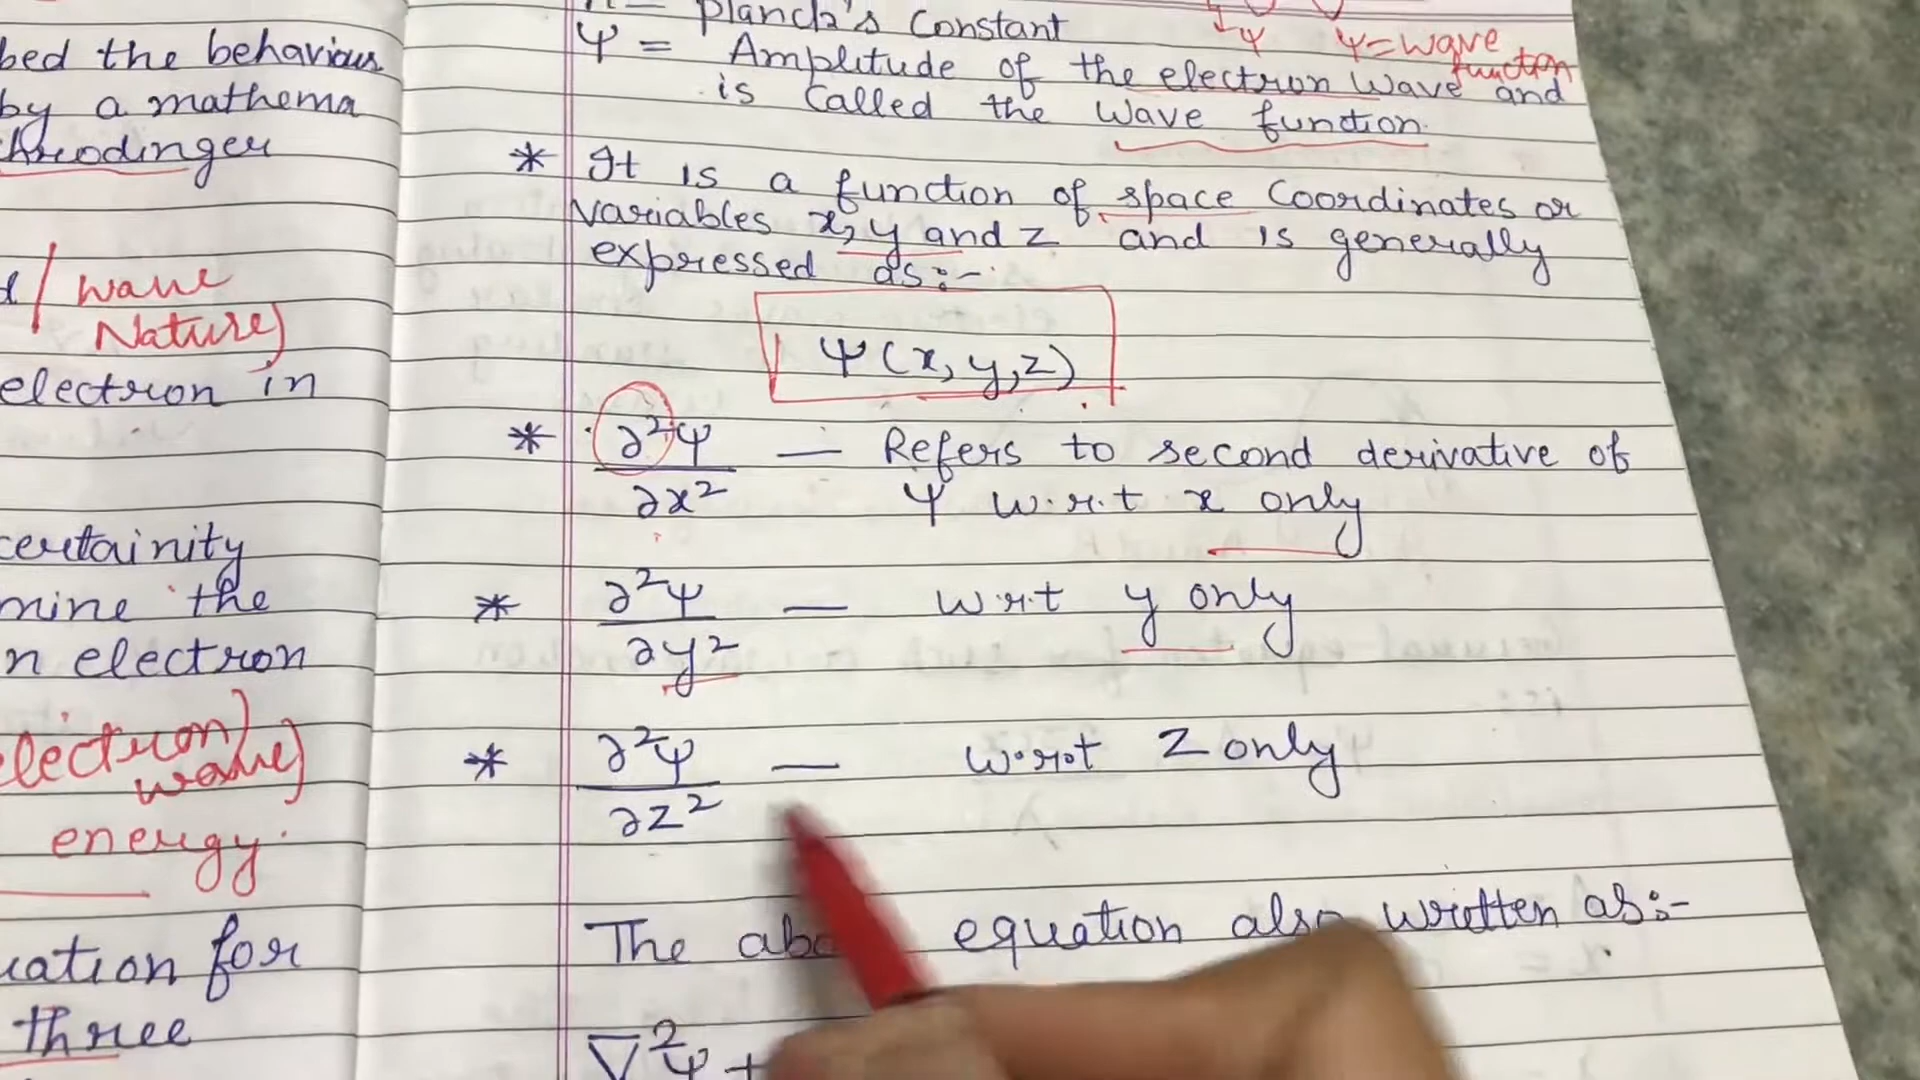 bed the behaviour
by a mathema
hreodinger
/ wave
Nature)
electron in
certainity
mine the
n electron
electron
wave)
energy.
uation for
three
Planck's Constant
Ψ
Ψ = wave
function
Ψ = Amplitude of the electron Wave and
is Called the Wave function.
* It is a function of space Coordinates or
variables x, y and z and is generally
expressed as:-
Ψ (x, y, z)
* ∂²Ψ — Refers to second derivative of
∂x² Ψ w.r.t x only
* ∂²Ψ — w.r.t y only
∂y²
* ∂²Ψ — w.r.t z only
∂z²
The equation also written as:-
∇²Ψ +